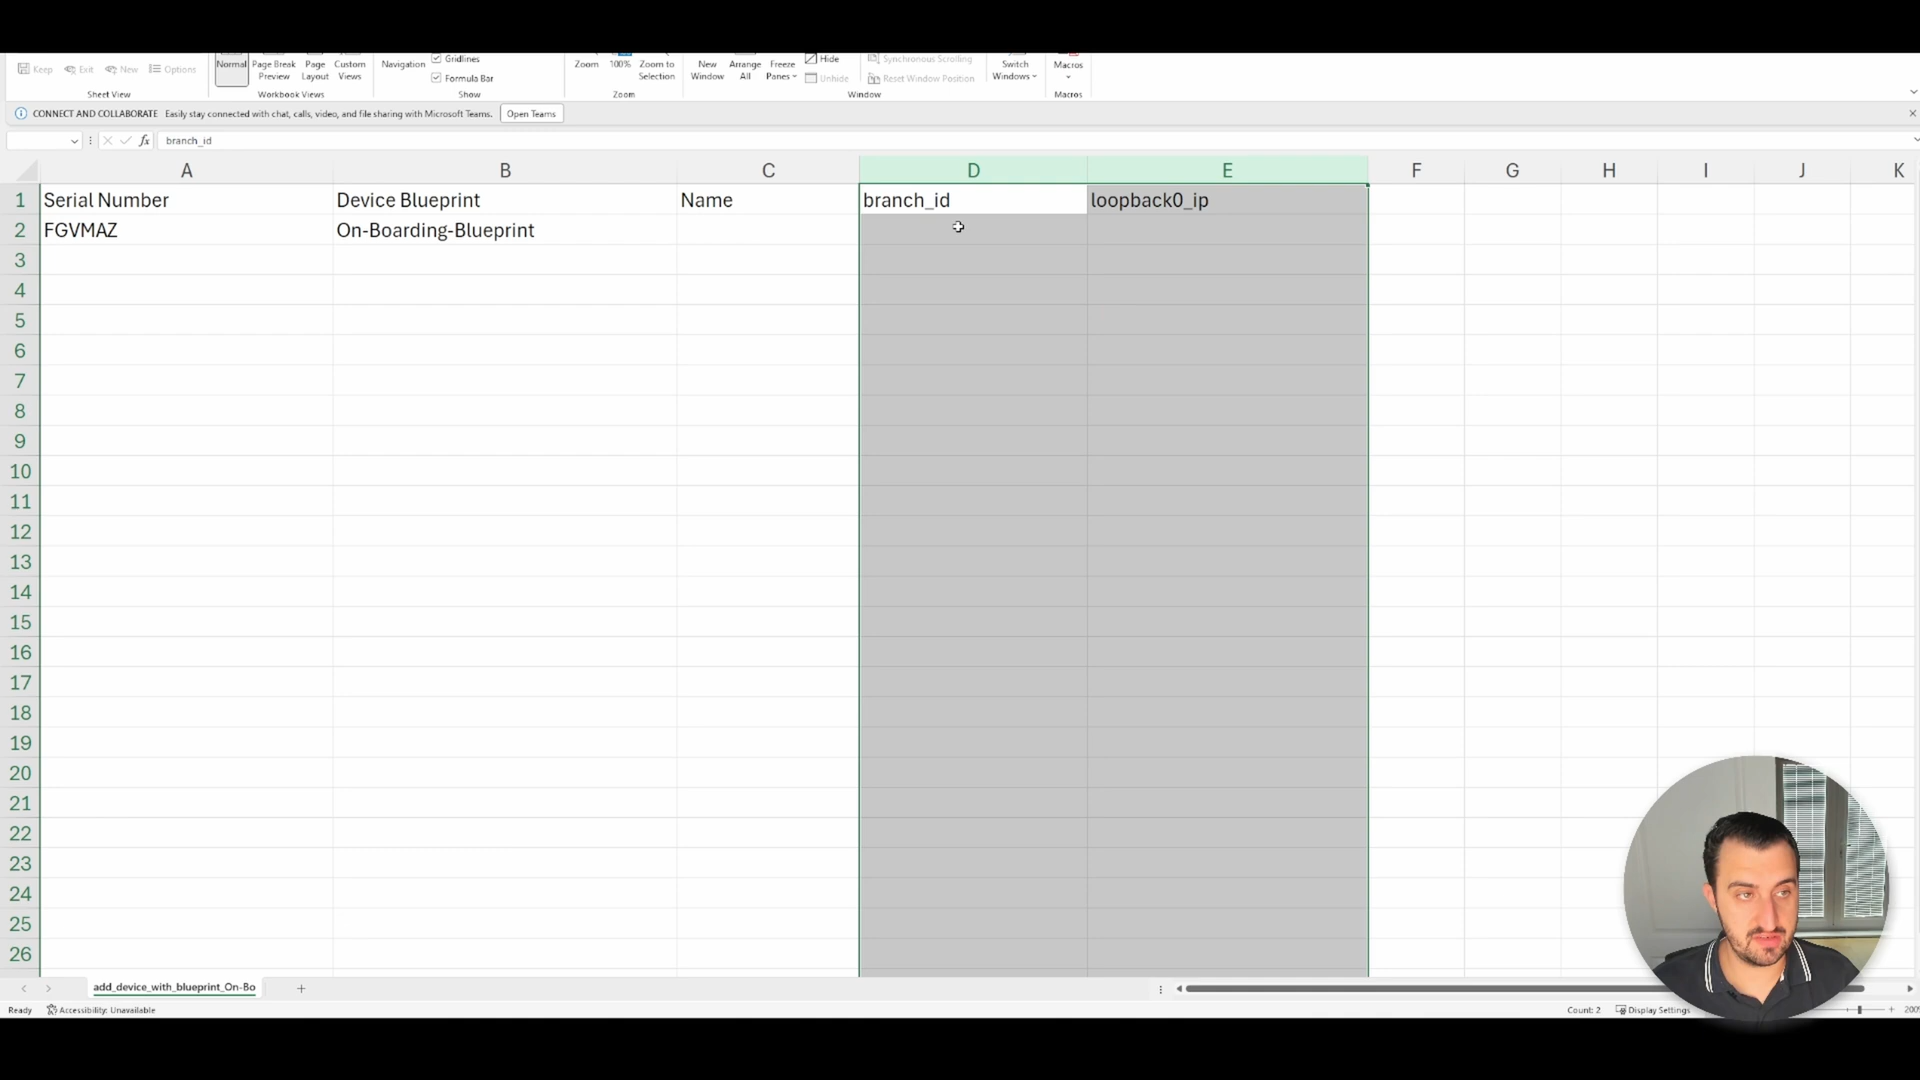 Keep Exit New Options
Sheet View
Normal Page Break Preview Page Layout Custom Views
Workbook Views
Navigation Gridlines Formula Bar
Show
Zoom 100% Zoom to Selection
Zoom
New Window Arrange All Freeze Panes Hide Unhide Synchronous Scrolling Reset Window Position Switch Windows
Window
Macros
Macros
CONNECT AND COLLABORATE Easily stay connected with chat, calls, video, and file sharing with Microsoft Teams. Open Teams
fx branch_id
A B C D E F G H I J K
1 Serial Number Device Blueprint Name branch_id loopback0_ip
2 FGVMAZ On-Boarding-Blueprint
3
4
5
6
7
8
9
10
11
12
13
14
15
16
17
18
19
20
21
22
23
24
25
26
add_device_with_blueprint_On-Bo
Ready Accessibility: Unavailable Count: 2 Display Settings